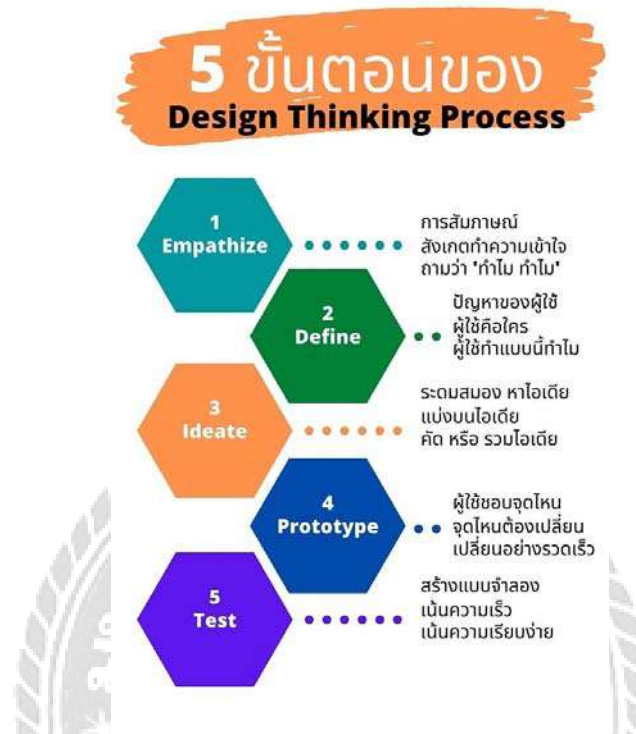 5 ขั้นตอนของ
Design Thinking Process
1
Empathize
การสัมภาษณ์
สังเกตทำความเข้าใจ
ถามว่า 'ทำไม ทำไม'
2
Define
ปัญหาของผู้ใช้
ผู้ใช้คือใคร
ผู้ใช้ทำแบบนี้ทำไม
3
Ideate
ระดมสมอง หาไอเดีย
แบ่งบนไอเดีย
คัด หรือ รวมไอเดีย
4
Prototype
ผู้ใช้ชอบจุดไหน
จุดไหนต้องเปลี่ยน
เปลี่ยนอย่างรวดเร็ว
5
Test
สร้างแบบจำลอง
เน้นความเร็ว
เน้นความเรียบง่าย